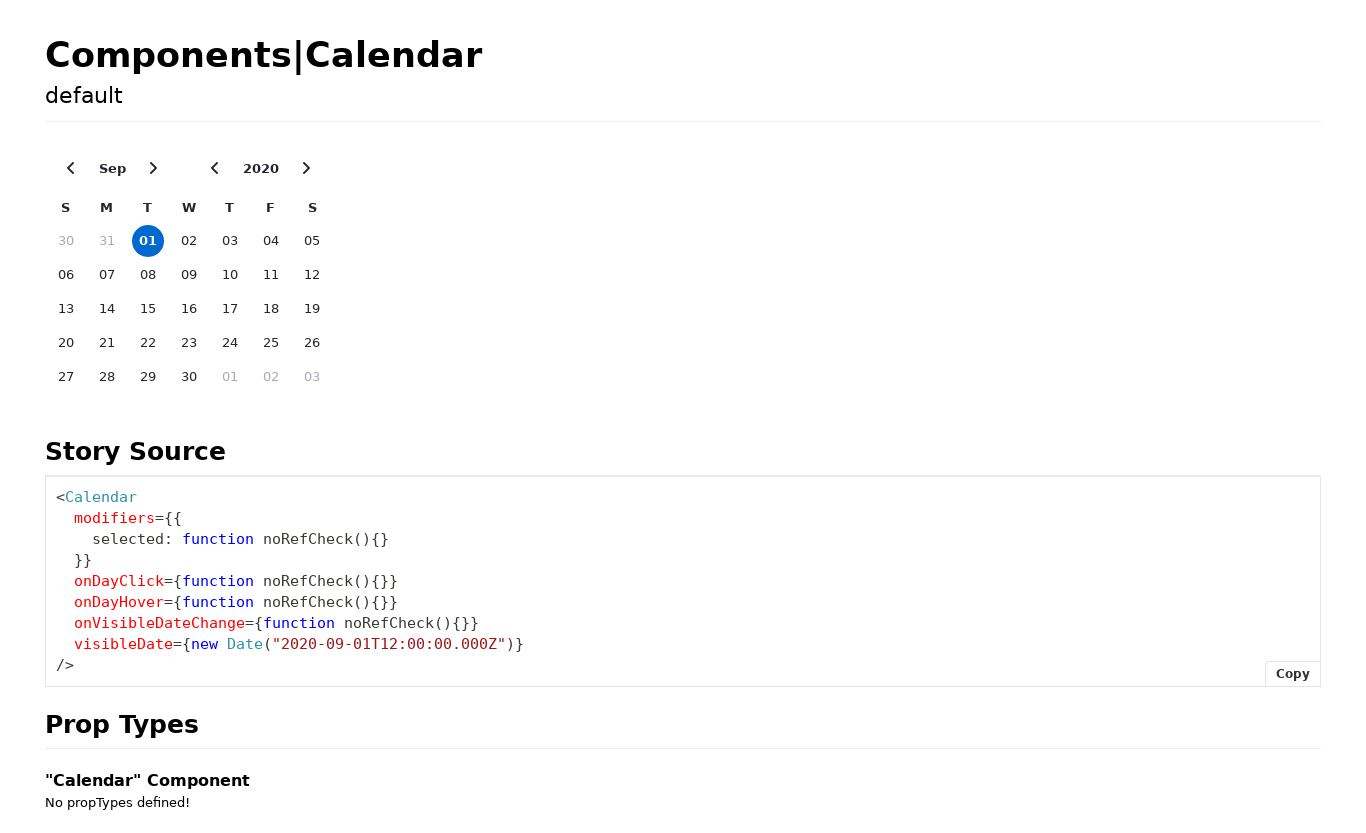 Components|Calendar
default
Sep 2020
S M T W T F S
30 31 01 02 03 04 05
06 07 08 09 10 11 12
13 14 15 16 17 18 19
20 21 22 23 24 25 26
27 28 29 30 01 02 03
Story Source
<Calendar
  modifiers={{
    selected: function noRefCheck(){}
  }}
  onDayClick={function noRefCheck(){}}
  onDayHover={function noRefCheck(){}}
  onVisibleDateChange={function noRefCheck(){}}
  visibleDate={new Date("2020-09-01T12:00:00.000Z")}
/>
Copy
Prop Types
"Calendar" Component
No propTypes defined!